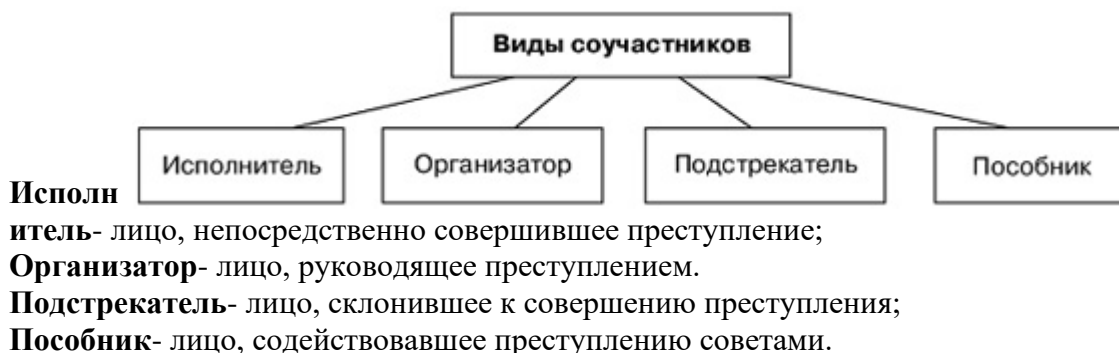 Виды соучастников
Исполнитель Организатор Подстрекатель Пособник
Исполн
итель- лицо, непосредственно совершившее преступление;
Организатор- лицо, руководящее преступлением.
Подстрекатель- лицо, склонившее к совершению преступления;
Пособник- лицо, содействовавшее преступлению советами.